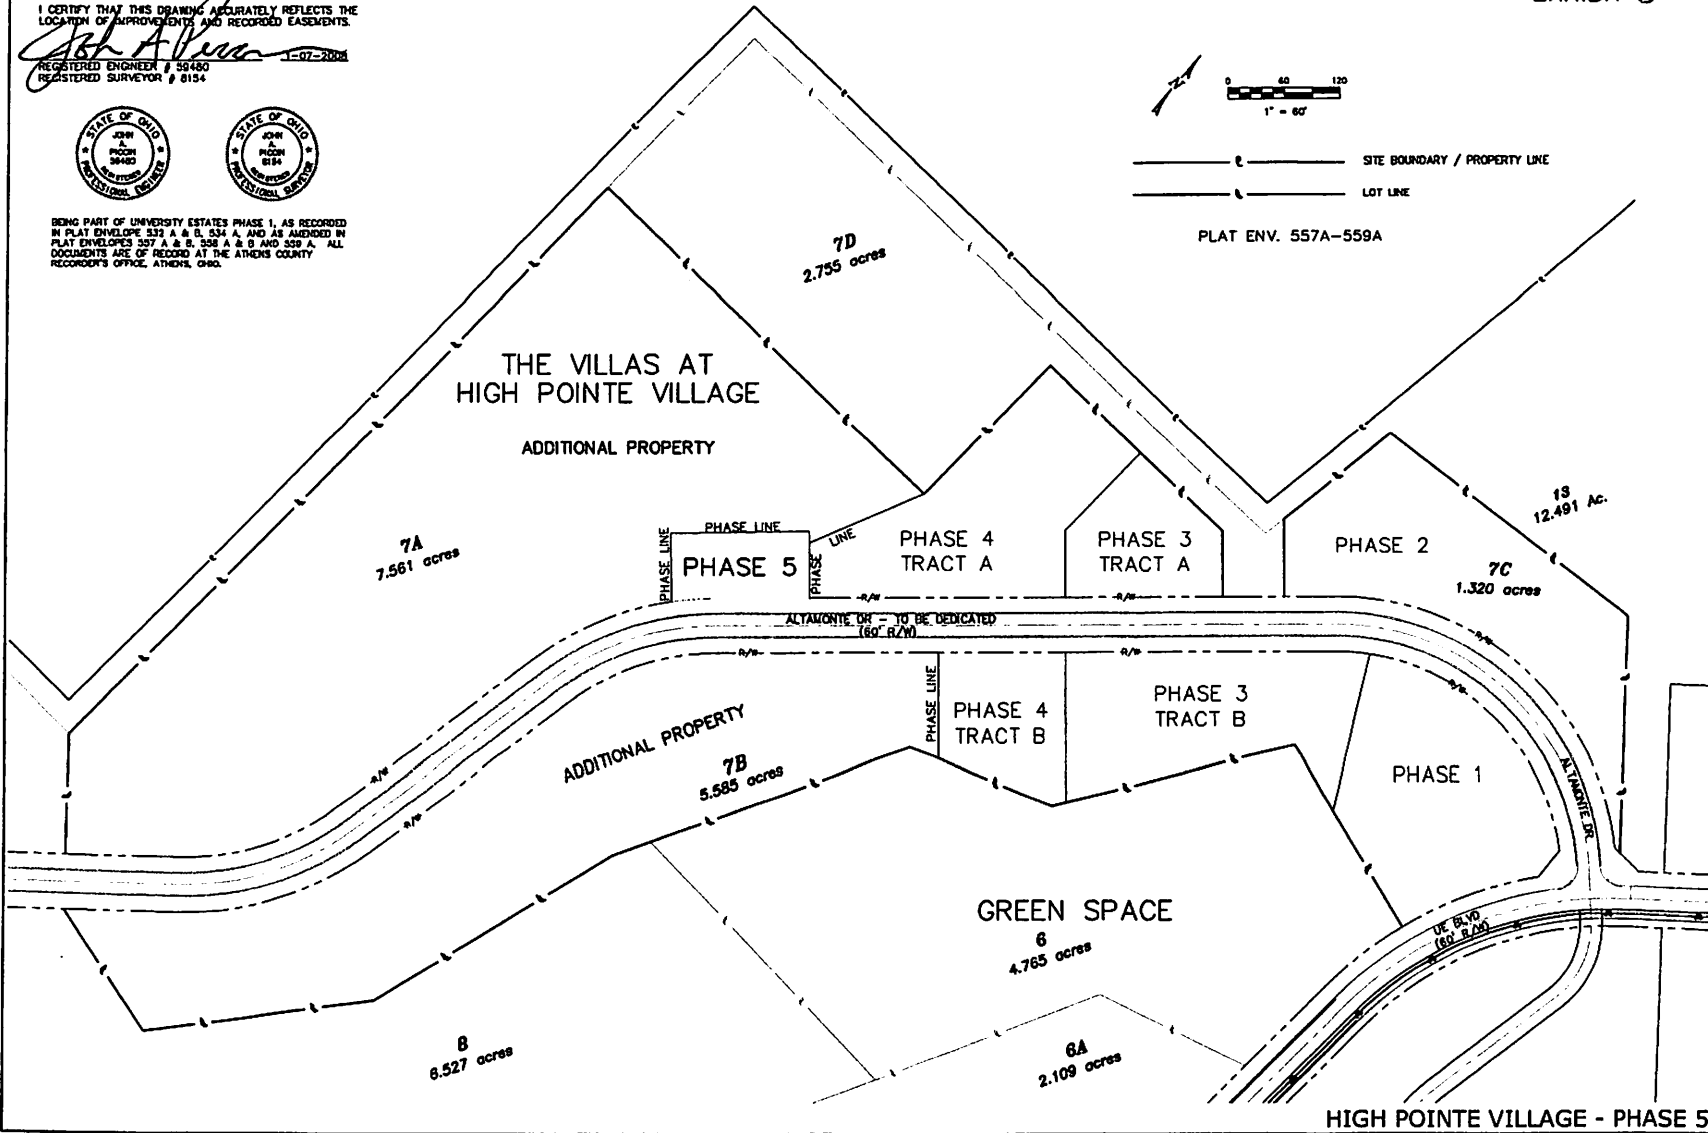 I CERTIFY THAT THIS DRAWING ACCURATELY REFLECTS THE
LOCATION OF IMPROVEMENTS AND RECORDED EASEMENTS.
1-07-2008
REGISTERED ENGINEER # 59480
REGISTERED SURVEYOR # 8154
STATE OF OHIO
JOHN
A.
PICCIN
REGISTERED
PROFESSIONAL ENGINEER
STATE OF OHIO
JOHN
A.
PICCIN
8154
REGISTERED
PROFESSIONAL SURVEYOR
BEING PART OF UNIVERSITY ESTATES PHASE 1, AS RECORDED
IN PLAT ENVELOPE 532 A & B, 534 A, AND AS AMENDED IN
PLAT ENVELOPES 557 A & B, 558 A & B AND 559 A. ALL
DOCUMENTS ARE OF RECORD AT THE ATHENS COUNTY
RECORDER'S OFFICE, ATHENS, OHIO.
N
0 60 120
1" = 60'
SITE BOUNDARY / PROPERTY LINE
LOT LINE
PLAT ENV. 557A-559A
7D
2.755 acres
THE VILLAS AT
HIGH POINTE VILLAGE
ADDITIONAL PROPERTY
7A
7.561 acres
PHASE LINE
PHASE LINE
PHASE 5
PHASE
LINE
PHASE 4
TRACT A
PHASE 3
TRACT A
PHASE 2
7C
1.320 acres
13
12.491 Ac.
R/W
R/W
R/W
ALTAMONTE DR - TO BE DEDICATED
(60' R/W)
R/W
R/W
R/W
PHASE LINE
PHASE 4
TRACT B
PHASE 3
TRACT B
PHASE 1
ALTAMONTE DR
ADDITIONAL PROPERTY
7B
5.585 acres
R/W
R/W
GREEN SPACE
6
4.765 acres
UE BLVD
(60' R/W)
8
6.527 acres
6A
2.109 acres
HIGH POINTE VILLAGE - PHASE 5